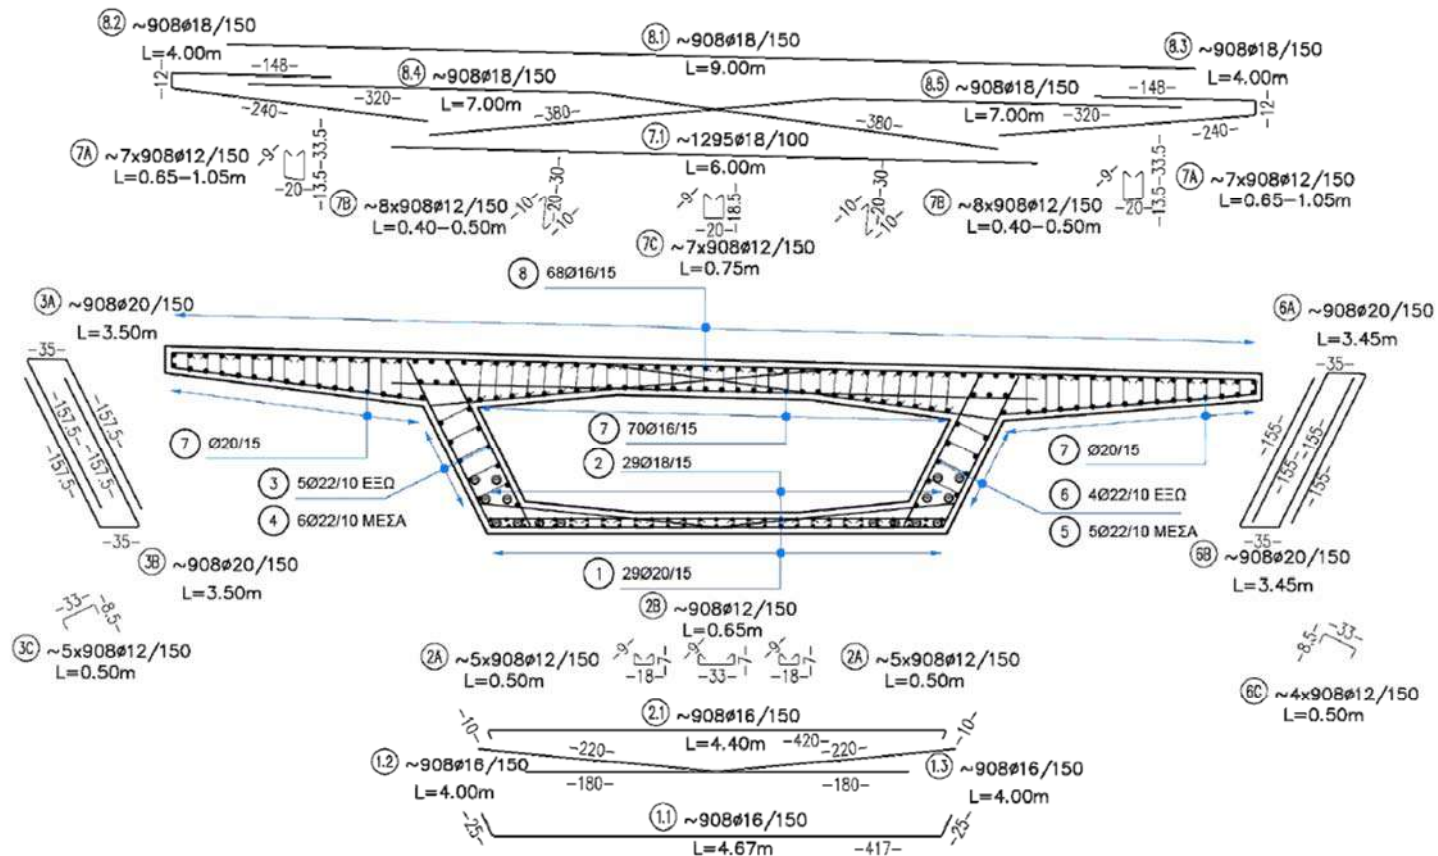 8.2 ~908ø18/150
L=4.00m
8.1 ~908ø18/150
L=9.00m
8.3 ~908ø18/150
L=4.00m
-12-
-148-
8.4 ~908ø18/150
L=7.00m
-320-
-240-
-380-
-380-
8.5 ~908ø18/150
L=7.00m
-148-
-320-
-240-
-12-
7.1 ~1295ø18/100
L=6.00m
7A ~7x908ø12/150
L=0.65-1.05m
-9-
-20-
-13.5-33.5-
7B ~8x908ø12/150
L=0.40-0.50m
-10-
-20-30-
-10-
-9-
-20-
-18.5-
7C ~7x908ø12/150
L=0.75m
-10-
-20-30-
-10-
7B ~8x908ø12/150
L=0.40-0.50m
-9-
-20-
-13.5-33.5-
7A ~7x908ø12/150
L=0.65-1.05m
8 68Ø16/15
3A ~908ø20/150
L=3.50m
6A ~908ø20/150
L=3.45m
-35-
-157.5-
-157.5-
-157.5-
-157.5-
-35-
-35-
-155-
-155-
-155-
-155-
-35-
7 Ø20/15
7 70Ø16/15
7 Ø20/15
2 29Ø18/15
3 5Ø22/10 ΕΞΩ
4 6Ø22/10 ΜΕΣΑ
6 4Ø22/10 ΕΞΩ
5 5Ø22/10 ΜΕΣΑ
3B ~908ø20/150
L=3.50m
6B ~908ø20/150
L=3.45m
1 29Ø20/15
2B ~908ø12/150
L=0.65m
-33-
-8.5-
3C ~5x908ø12/150
L=0.50m
2A ~5x908ø12/150
L=0.50m
-9-
-18-
7-
-9-
-33-
7-
-9-
-18-
7-
2A ~5x908ø12/150
L=0.50m
-8.5-
-33-
6C ~4x908ø12/150
L=0.50m
2.1 ~908ø16/150
L=4.40m -420-
-10-
-220-
-220-
-10-
1.2 ~908ø16/150
L=4.00m
-180-
-180-
1.3 ~908ø16/150
L=4.00m
-25-
1.1 ~908ø16/150
L=4.67m -417-
-25-